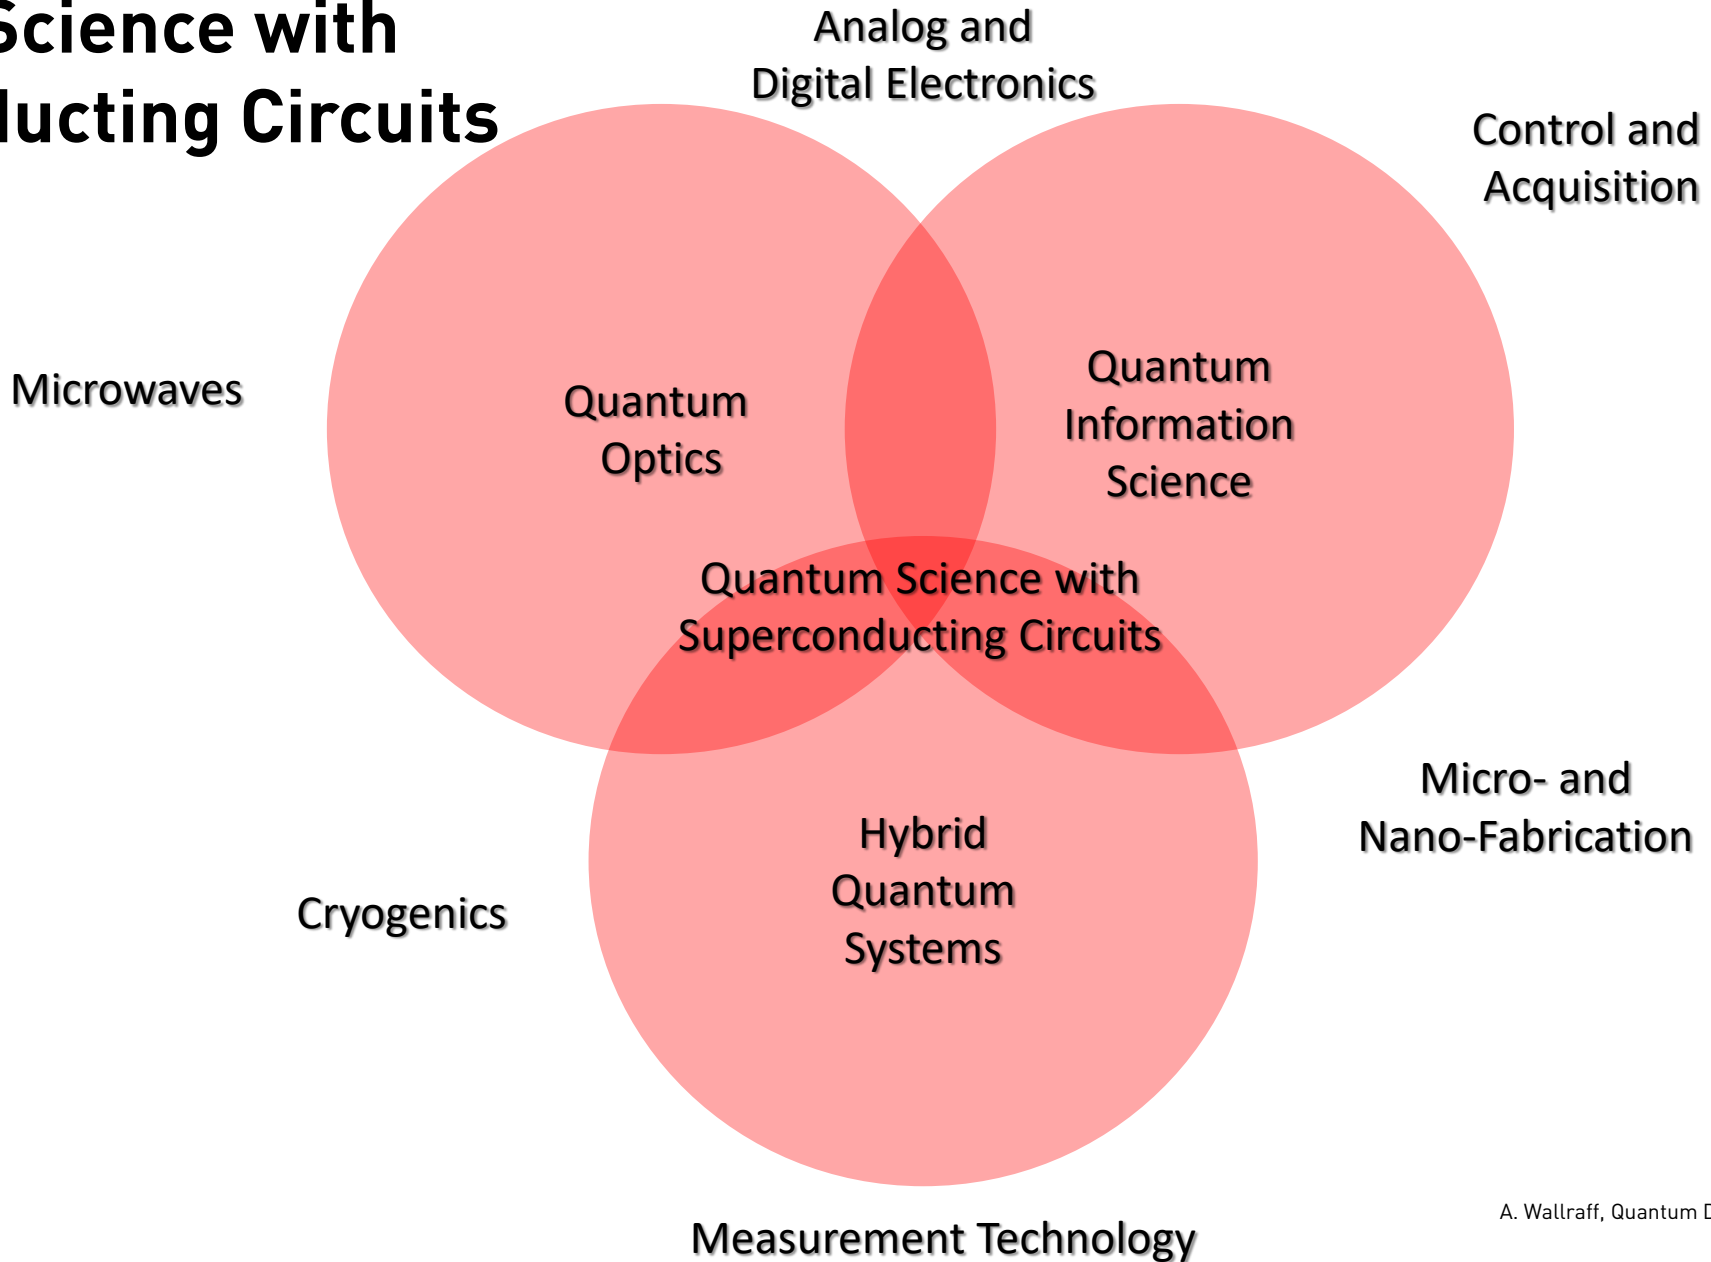 Science with
ducting Circuits
Analog and
Digital Electronics
Control and
Acquisition
Microwaves
Quantum
Optics
Quantum
Information
Science
Quantum Science with
Superconducting Circuits
Micro- and
Nano-Fabrication
Hybrid
Quantum
Systems
Cryogenics
A. Wallraff, Quantum D
Measurement Technology